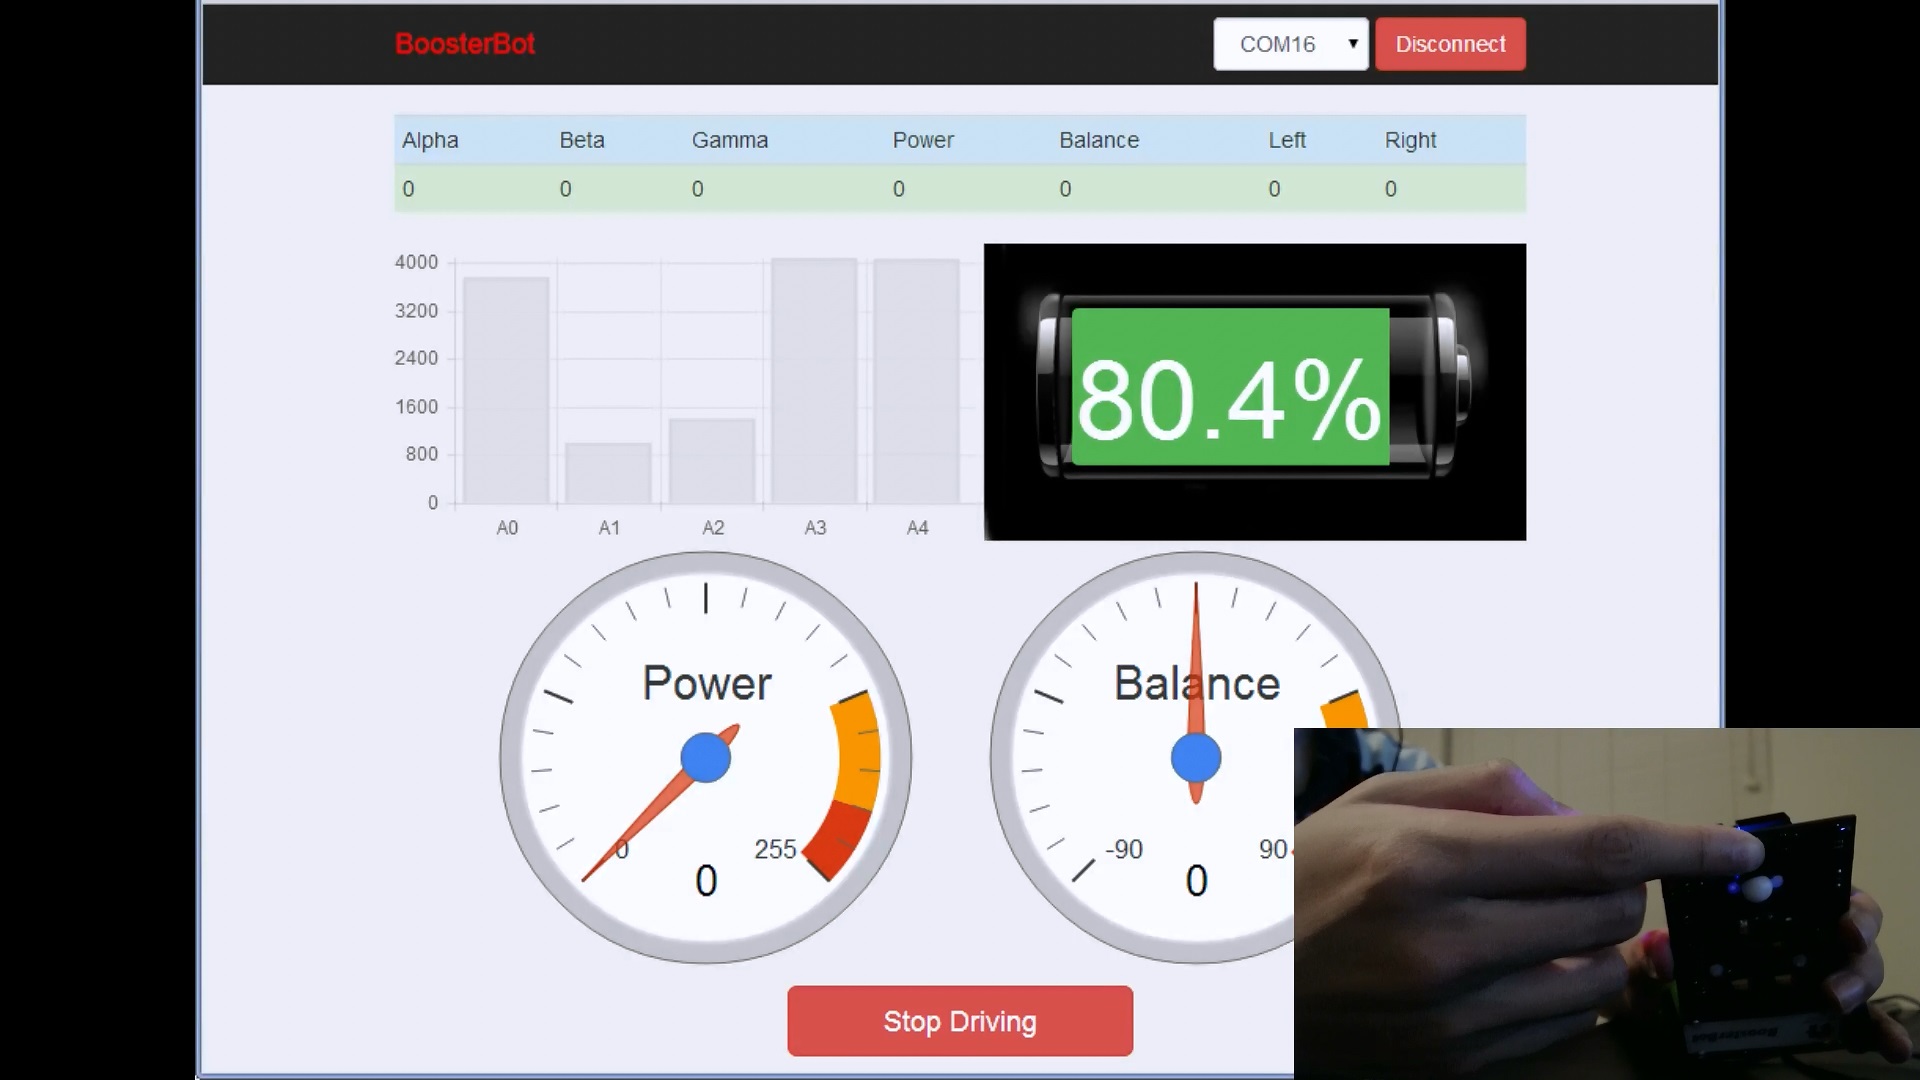 BoosterBot
COM16
Disconnect
Alpha Beta Gamma Power Balance Left Right
0 0 0 0 0 0 0
4000
3200
2400
1600
800
0
A0 A1 A2 A3 A4
80.4%
Power
0 255
0
Balance
-90 90
0
Stop Driving
BoosterBot